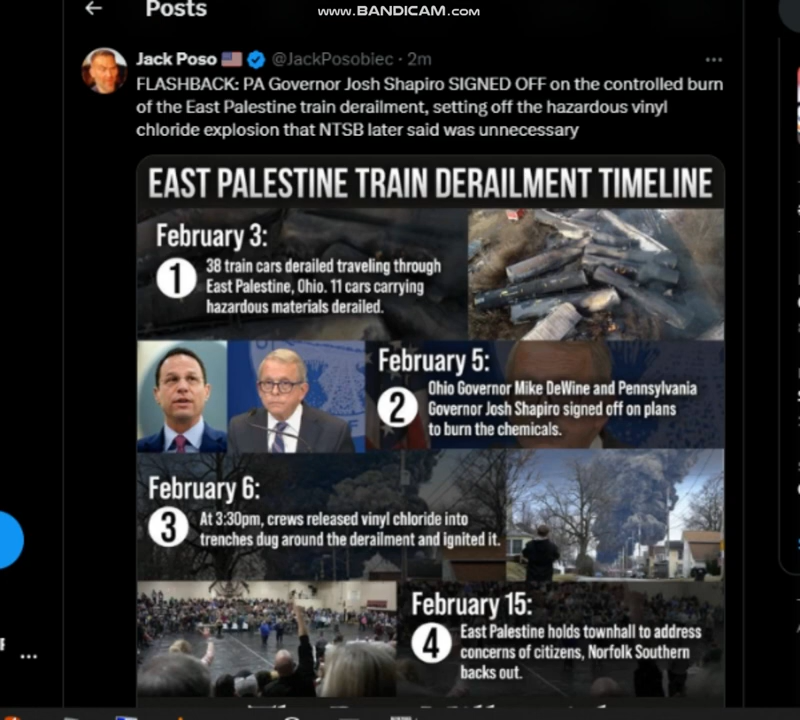 www.BANDICAM.com
Posts
Jack Poso @JackPosobiec · 2m
FLASHBACK: PA Governor Josh Shapiro SIGNED OFF on the controlled burn
of the East Palestine train derailment, setting off the hazardous vinyl
chloride explosion that NTSB later said was unnecessary
EAST PALESTINE TRAIN DERAILMENT TIMELINE
February 3:
1
38 train cars derailed traveling through
East Palestine, Ohio. 11 cars carrying
hazardous materials derailed.
February 5:
2
Ohio Governor Mike DeWine and Pennsylvania
Governor Josh Shapiro signed off on plans
to burn the chemicals.
February 6:
3
At 3:30pm, crews released vinyl chloride into
trenches dug around the derailment and ignited it.
February 15:
4
East Palestine holds townhall to address
concerns of citizens, Norfolk Southern
backs out.